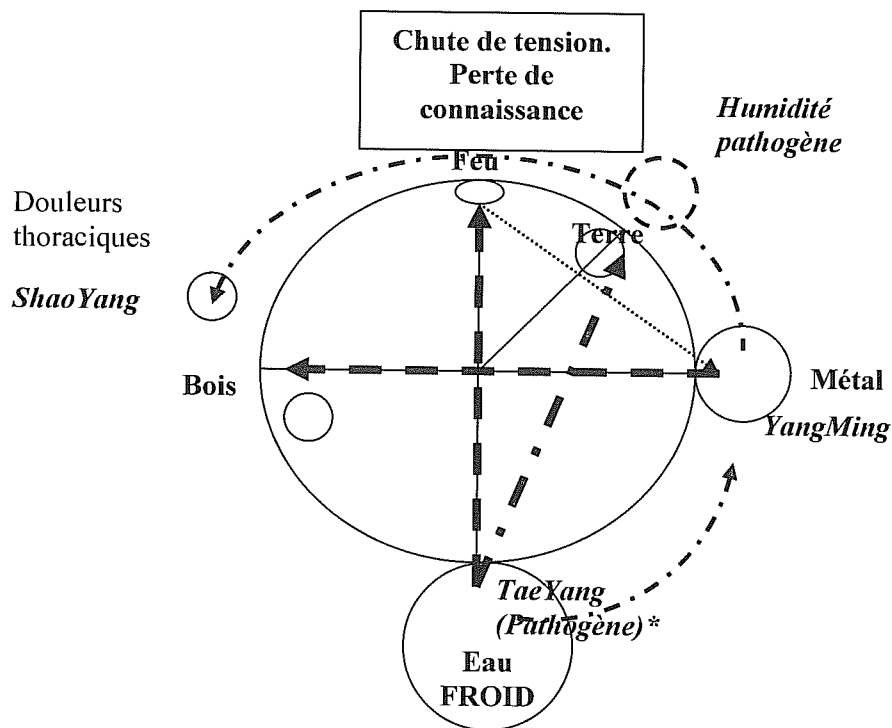 Chute de tension.
Perte de
connaissance
Humidité
pathogène
Feu
Douleurs
thoraciques
Terre
ShaoYang
Bois
Métal
YangMing
TaeYang
(Pathogène)*
Eau
FROID